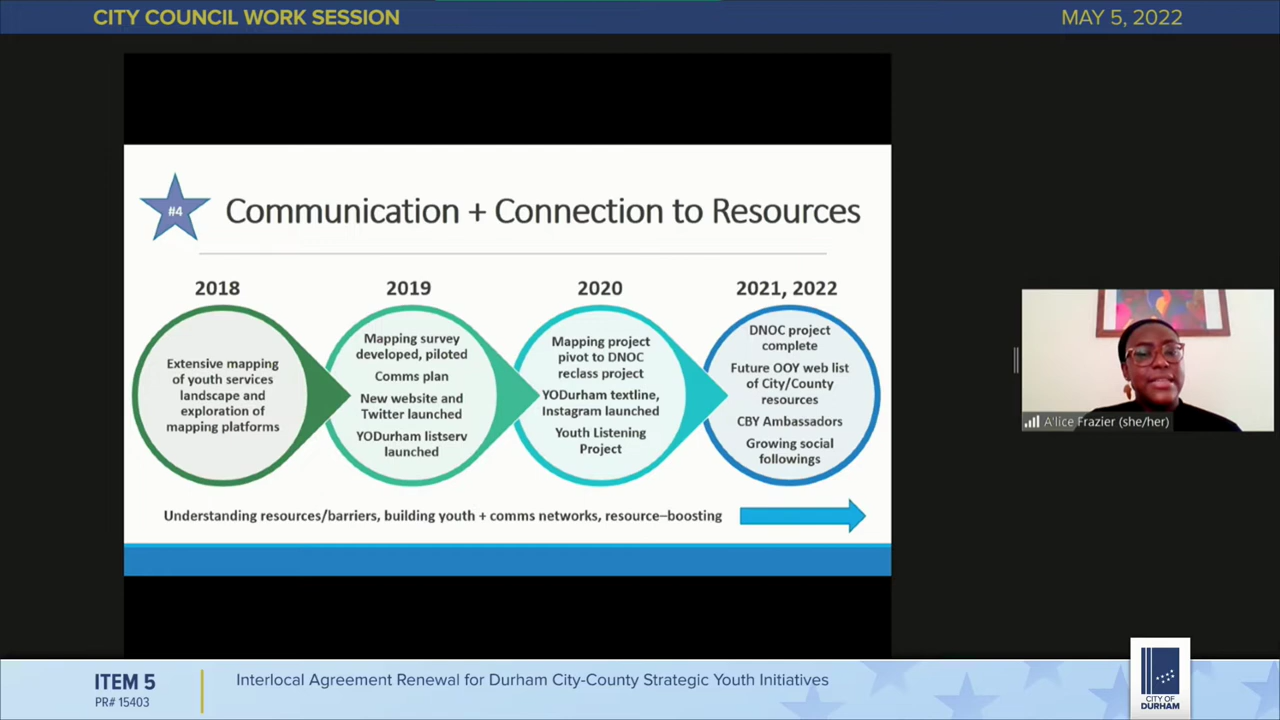 CITY COUNCIL WORK SESSION
MAY 5, 2022
#4
Communication + Connection to Resources
2018
Extensive mapping
of youth services
landscape and
exploration of
mapping platforms
2019
Mapping survey
developed, piloted
Comms plan
New website and
Twitter launched
YODurham listserv
launched
2020
Mapping project
pivot to DNOC
reclass project
YODurham textline,
Instagram launched
Youth Listening
Project
2021, 2022
DNOC project
complete
Future OOY web list
of City/County
resources
CBY Ambassadors
Growing social
followings
Understanding resources/barriers, building youth + comms networks, resource–boosting
A'lice Frazier (she/her)
ITEM 5
PR# 15403
Interlocal Agreement Renewal for Durham City-County Strategic Youth Initiatives
CITY OF
DURHAM